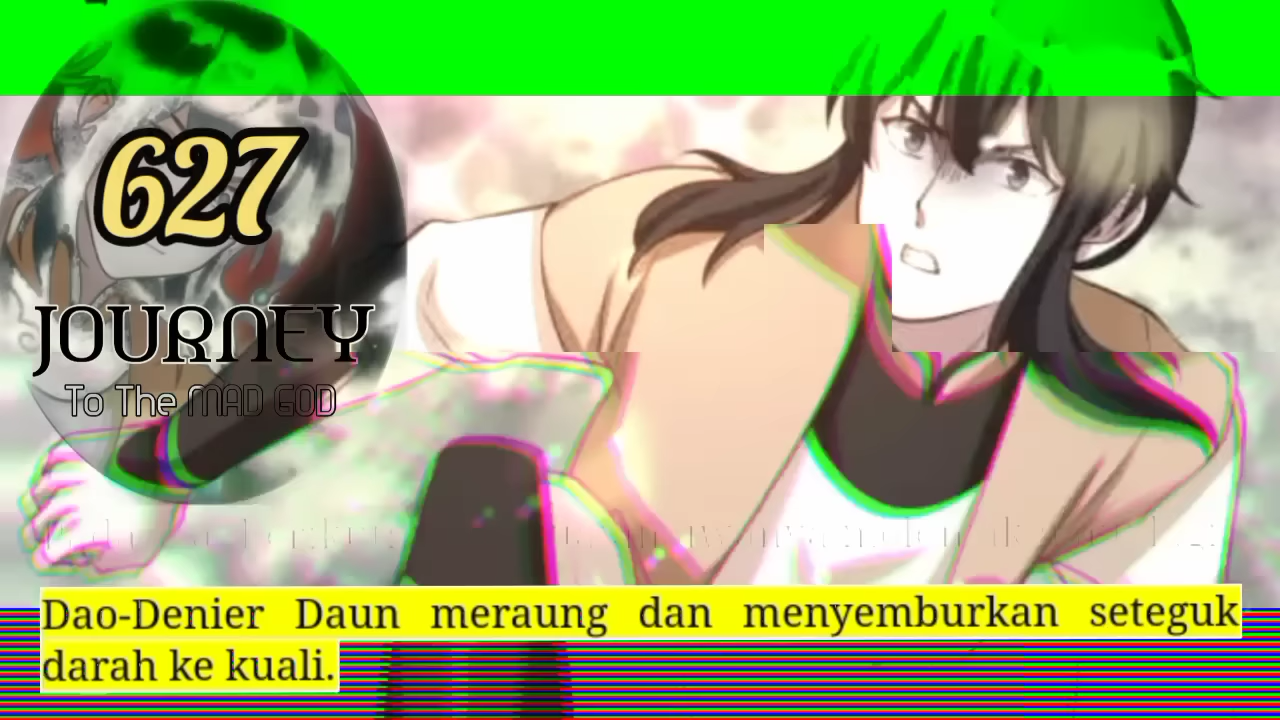 627
JOURNEY
To The MAD GOD
Dao-Denier Daun meraung dan menyemburkan seteguk
darah ke kuali.